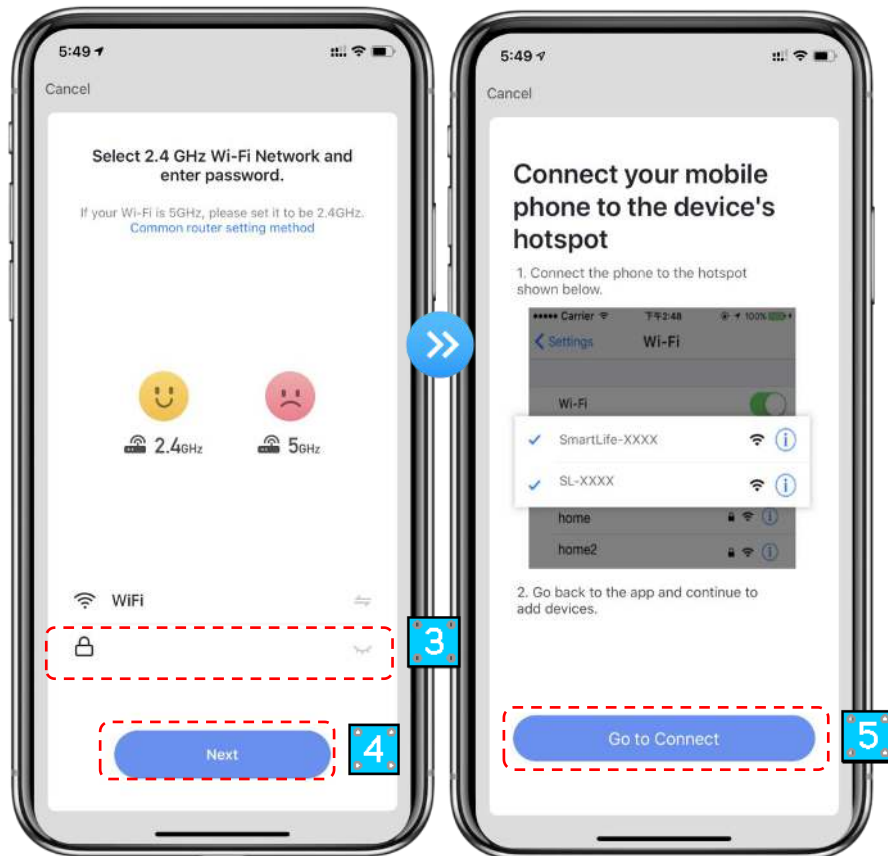 5:49
Cancel
Select 2.4 GHz Wi-Fi Network and
enter password.
If your Wi-Fi is 5GHz, please set it to be 2.4GHz.
Common router setting method
2.4GHz
5GHz
WiFi
3
Next
4
5:49
Cancel
Connect your mobile
phone to the device's
hotspot
1. Connect the phone to the hotspot
shown below.
Carrier 下午2:48 100%
Settings Wi-Fi
Wi-Fi
SmartLife-XXXX
SL-XXXX
home
home2
2. Go back to the app and continue to
add devices.
Go to Connect
5